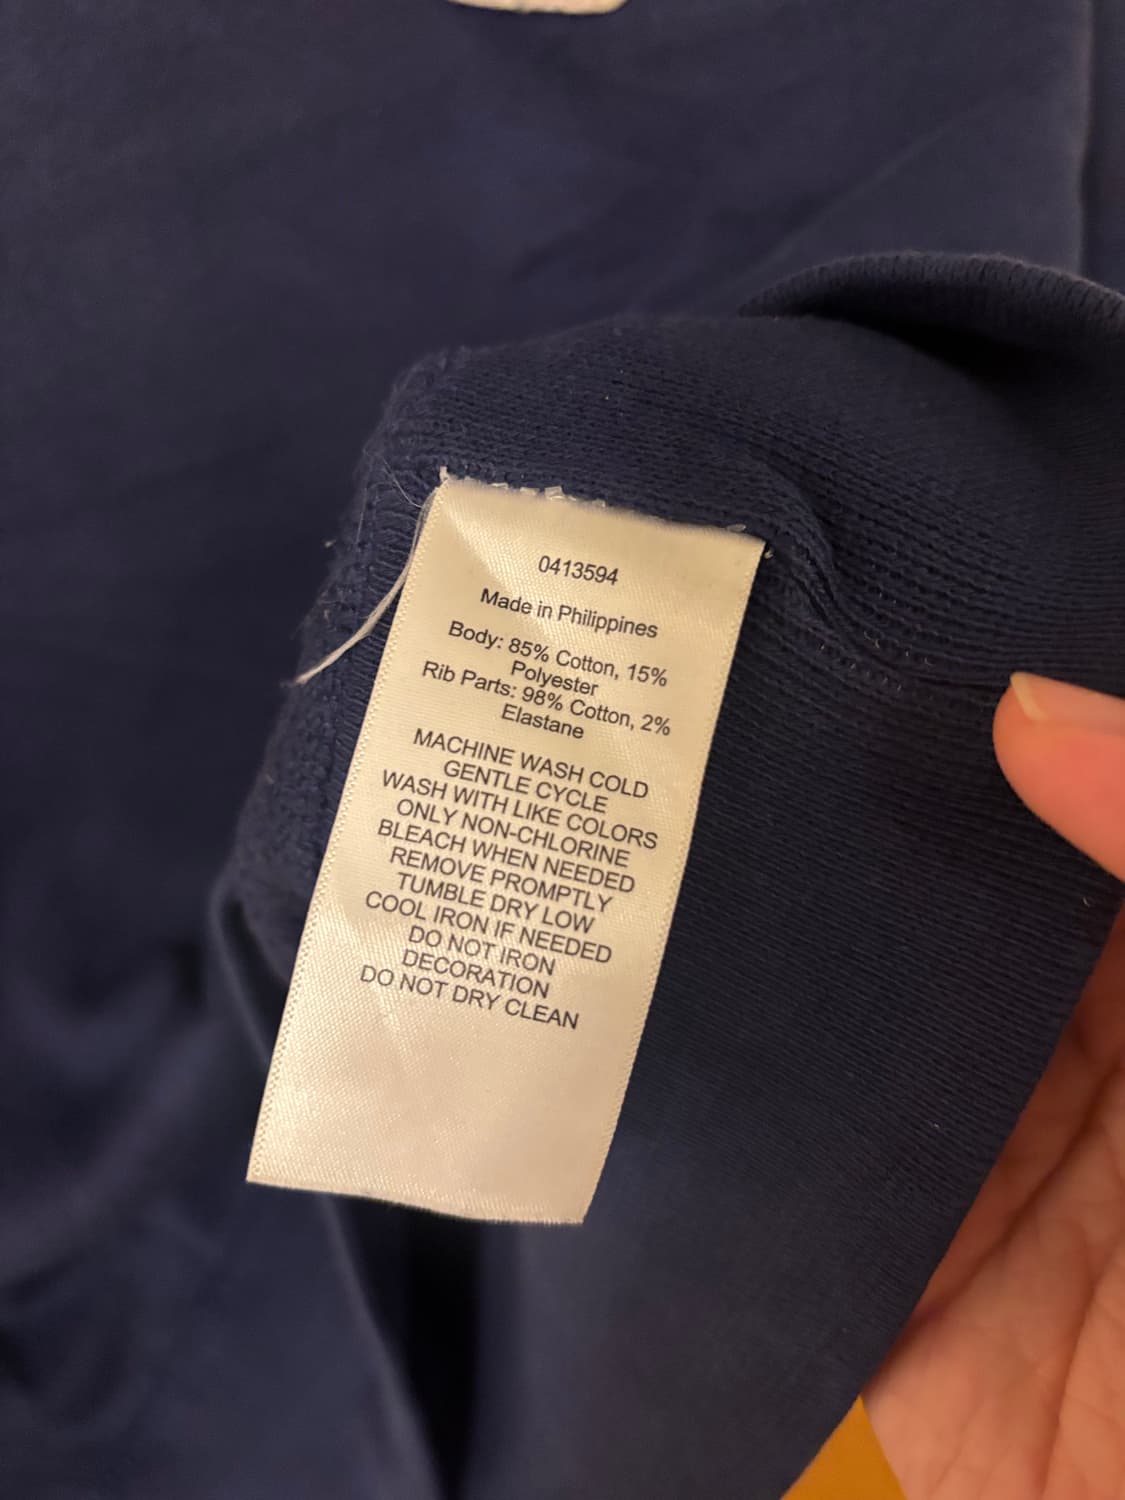 0413594
Made in Philippines
Body: 85% Cotton, 15%
Polyester
Rib Parts: 98% Cotton, 2%
Elastane
MACHINE WASH COLD
GENTLE CYCLE
WASH WITH LIKE COLORS
ONLY NON-CHLORINE
BLEACH WHEN NEEDED
REMOVE PROMPTLY
TUMBLE DRY LOW
COOL IRON IF NEEDED
DO NOT IRON
DECORATION
DO NOT DRY CLEAN